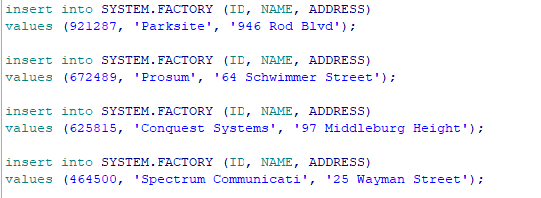 insert into SYSTEM.FACTORY (ID, NAME, ADDRESS)
values (921287, 'Parksite', '946 Rod Blvd');
insert into SYSTEM.FACTORY (ID, NAME, ADDRESS)
values (672489, 'Prosum', '64 Schwimmer Street');
insert into SYSTEM.FACTORY (ID, NAME, ADDRESS)
values (625815, 'Conquest Systems', '97 Middleburg Height');
insert into SYSTEM.FACTORY (ID, NAME, ADDRESS)
values (464500, 'Spectrum Communicati', '25 Wayman Street');